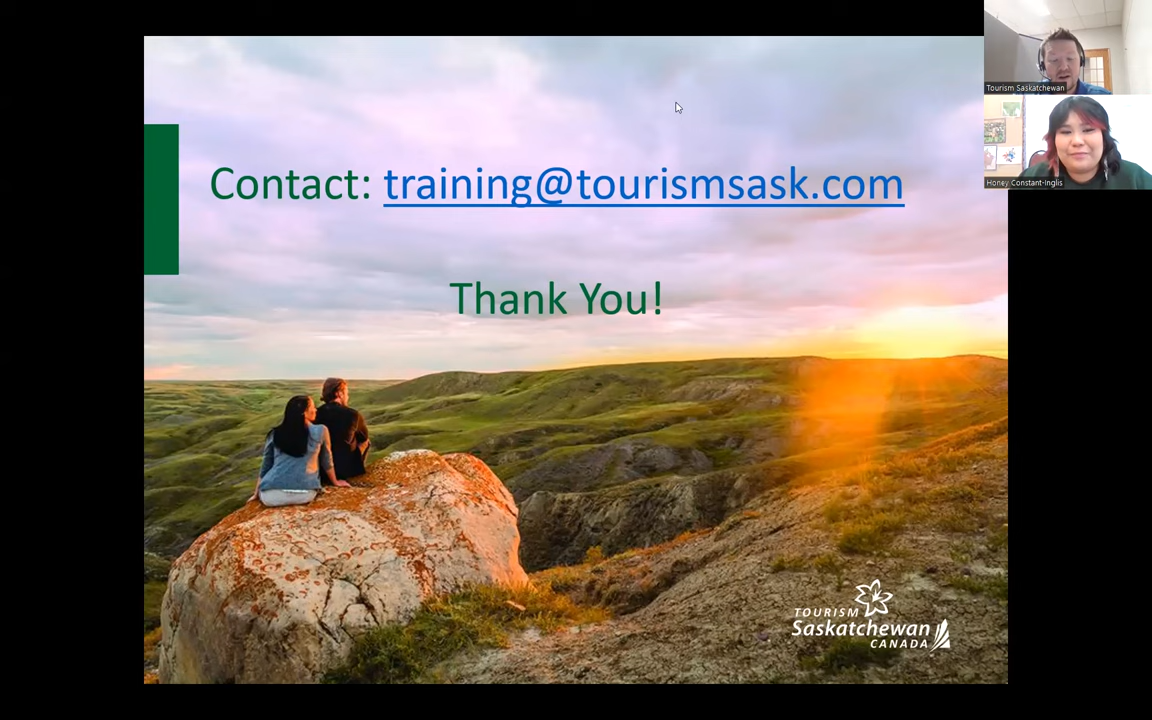 Contact: training@tourismsask.com
Thank You!
TOURISM
Saskatchewan
CANADA
Tourism Saskatchewan
Honey Constant-Inglis